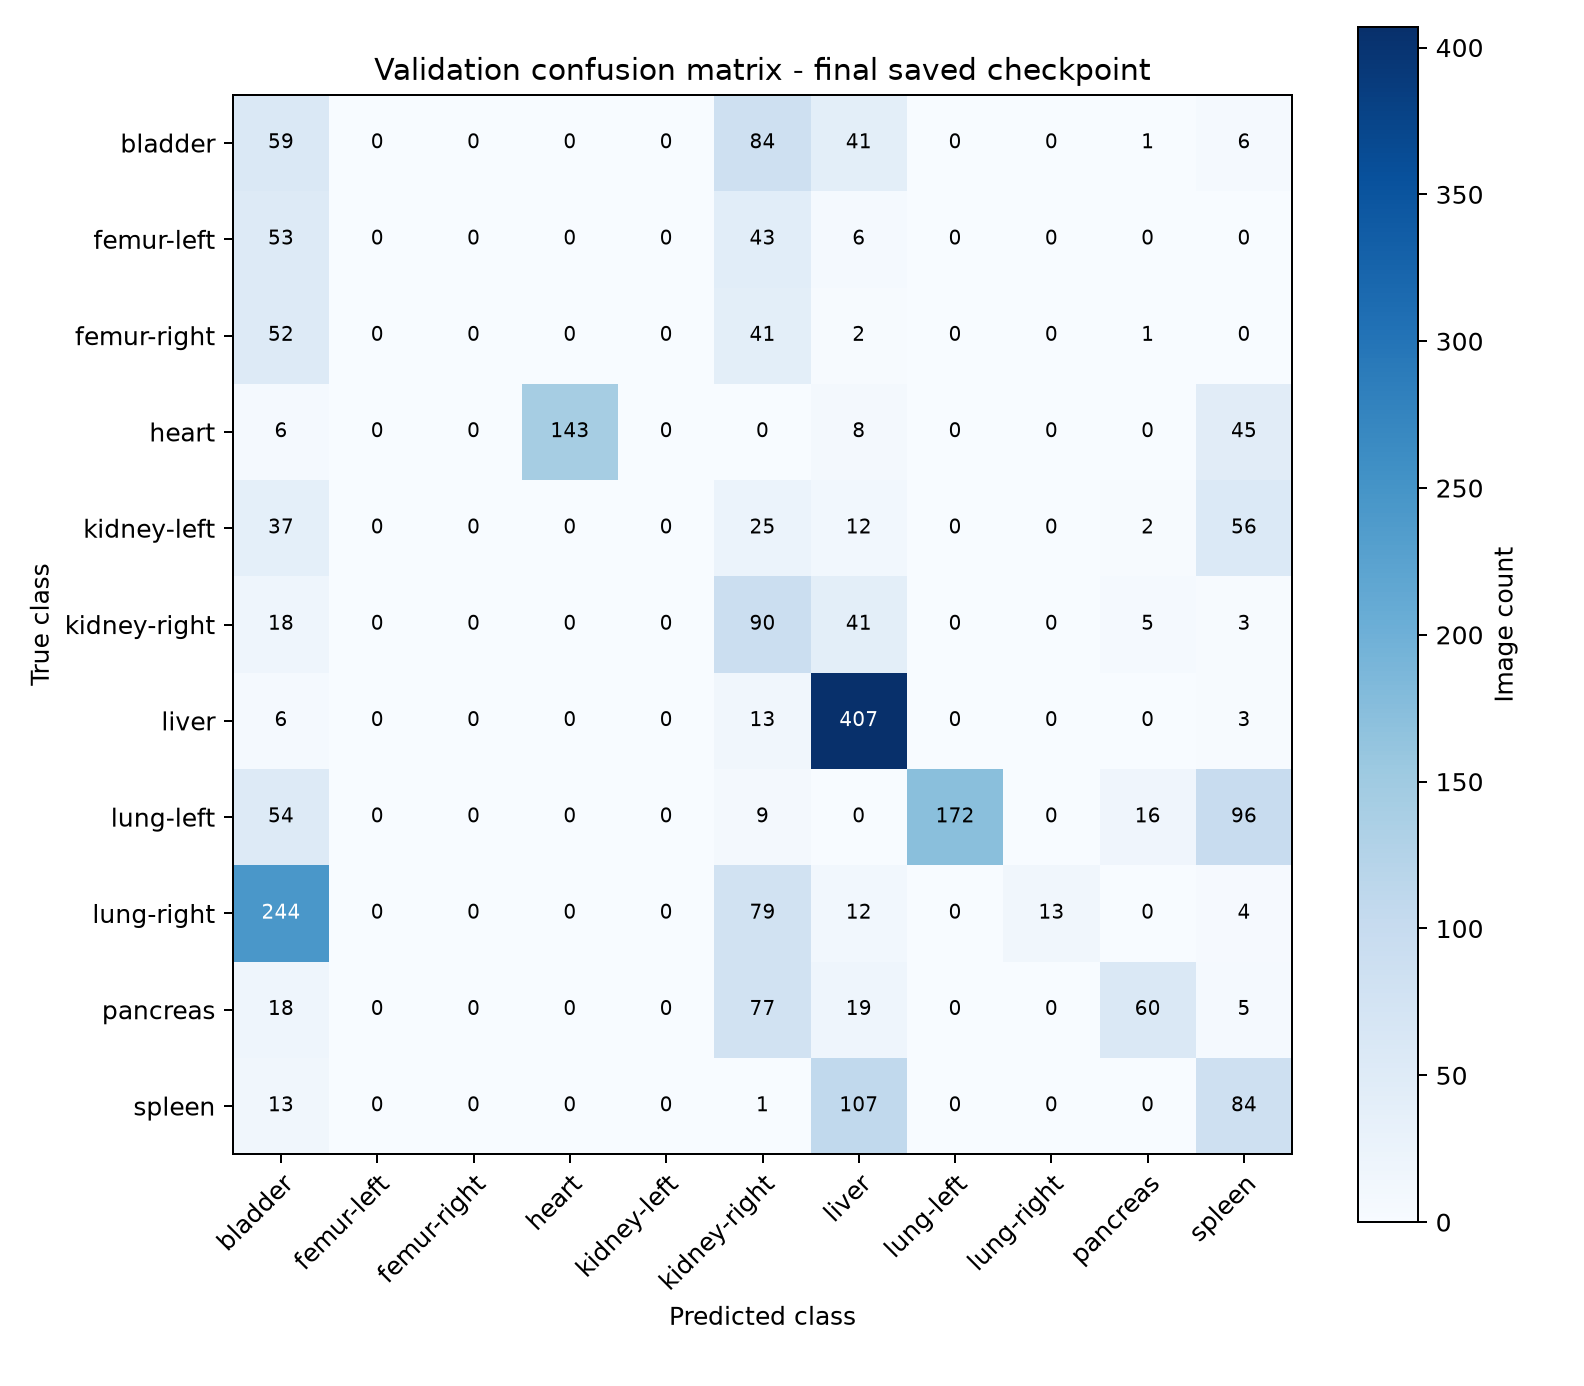 Validation confusion matrix - final saved checkpoint
bladder 59 0 0 0 0 84 41 0 0 1 6
femur-left 53 0 0 0 0 43 6 0 0 0 0
femur-right 52 0 0 0 0 41 2 0 0 1 0
heart 6 0 0 143 0 0 8 0 0 0 45
kidney-left 37 0 0 0 0 25 12 0 0 2 56
kidney-right 18 0 0 0 0 90 41 0 0 5 3
liver 6 0 0 0 0 13 407 0 0 0 3
lung-left 54 0 0 0 0 9 0 172 0 16 96
lung-right 244 0 0 0 0 79 12 0 13 0 4
pancreas 18 0 0 0 0 77 19 0 0 60 5
spleen 13 0 0 0 0 1 107 0 0 0 84
bladder femur-left femur-right heart kidney-left kidney-right liver lung-left lung-right pancreas spleen
Predicted class
True class
400
350
300
250
200
150
100
50
0
Image count